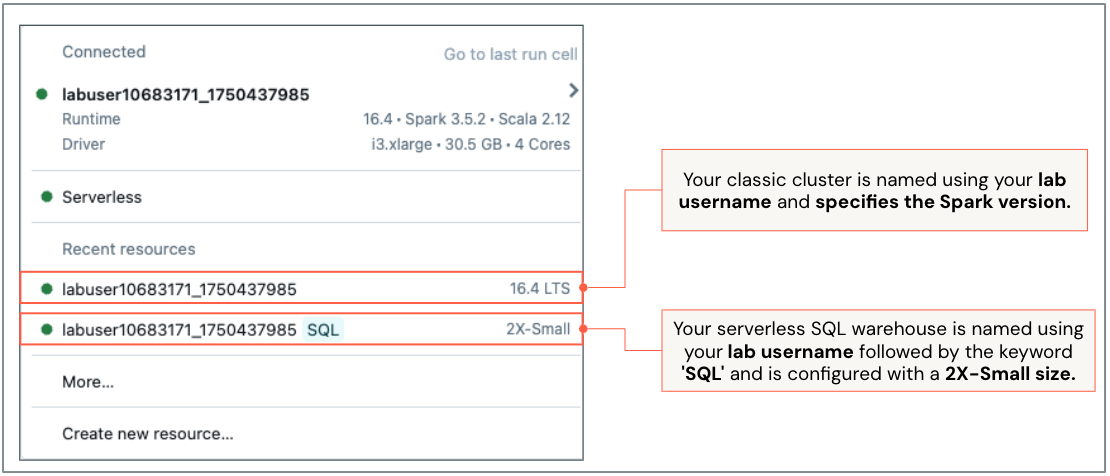 Connected
Go to last run cell
labuser10683171_1750437985
Runtime
16.4 • Spark 3.5.2 • Scala 2.12
Driver
i3.xlarge • 30.5 GB • 4 Cores
Serverless
Recent resources
labuser10683171_1750437985
16.4 LTS
labuser10683171_1750437985 SQL
2X-Small
More...
Create new resource...
Your classic cluster is named using your lab
username and specifies the Spark version.
Your serverless SQL warehouse is named using
your lab username followed by the keyword
'SQL' and is configured with a 2X-Small size.